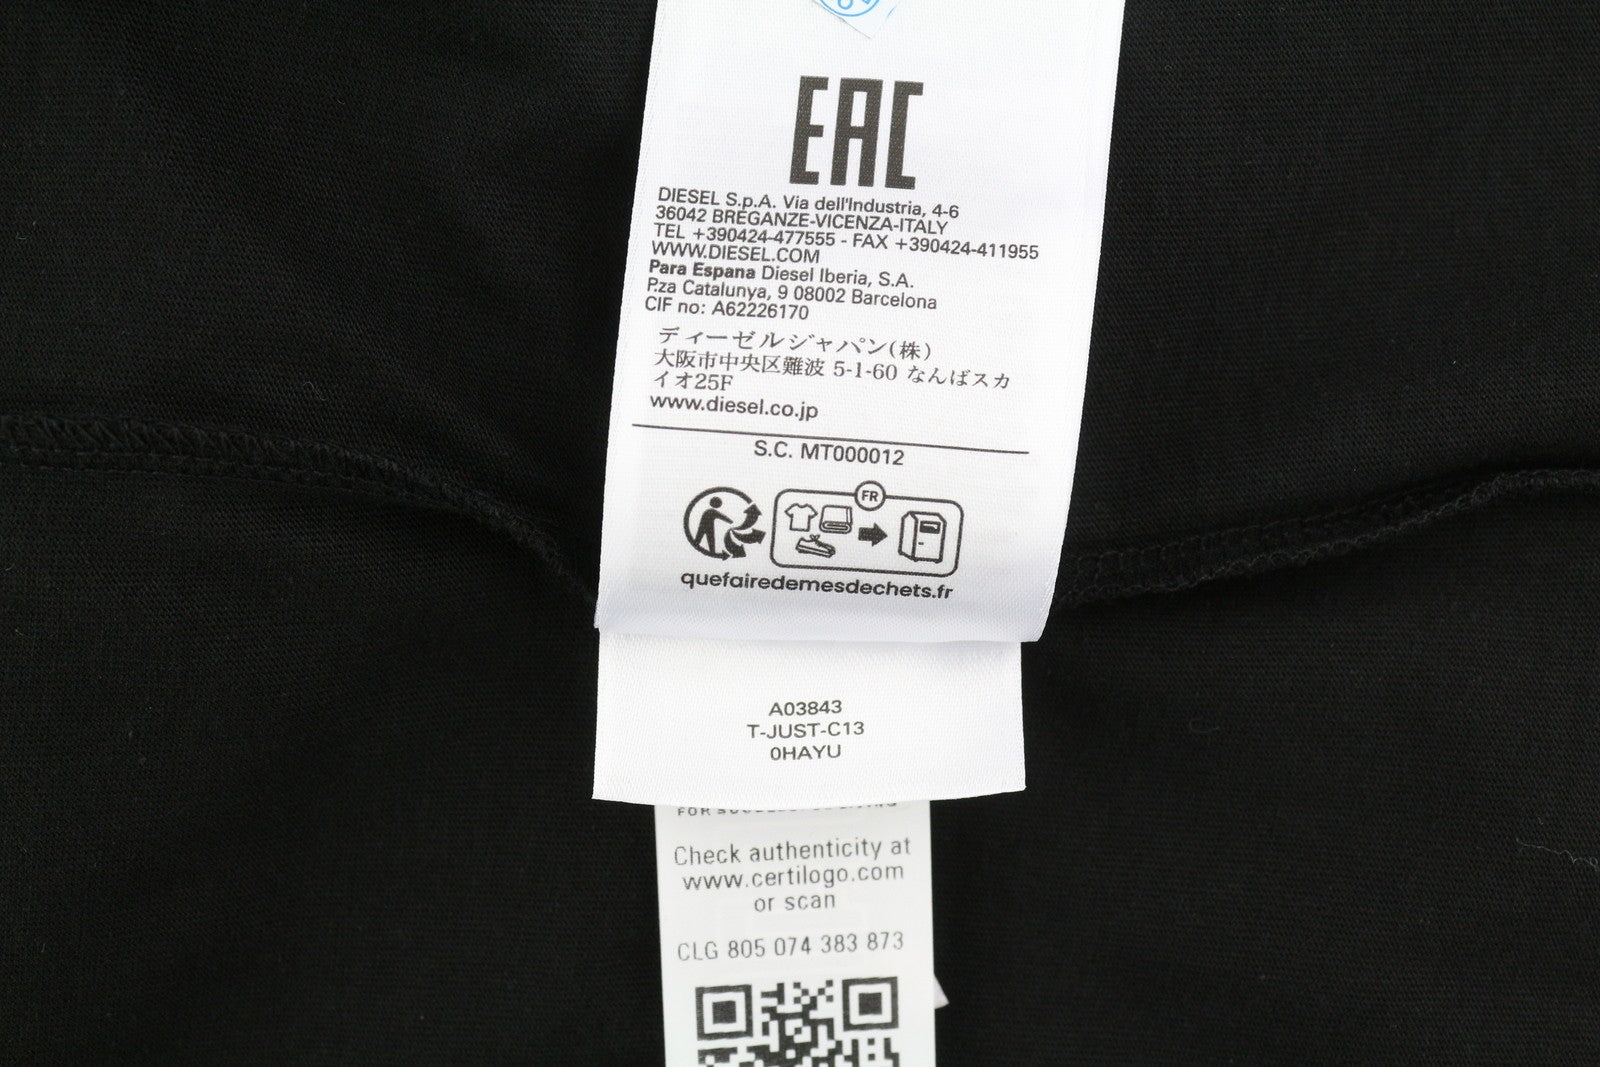 EAC
DIESEL S.p.A. Via dell'Industria, 4-6
36042 BREGANZE-VICENZA-ITALY
TEL +390424-477555 - FAX +390424-411955
WWW.DIESEL.COM
Para Espana Diesel Iberia, S.A.
P.za Catalunya, 9 08002 Barcelona
CIF no: A62226170
ディーゼルジャパン(株)
大阪市中央区難波 5-1-60 なんばスカ
イオ25F
www.diesel.co.jp
S.C. MT000012
FR
quefairedemesdechets.fr
A03843
T-JUST-C13
0HAYU
FOR SUCCESSFUL LIVING
Check authenticity at
www.certilogo.com
or scan
CLG 805 074 383 873